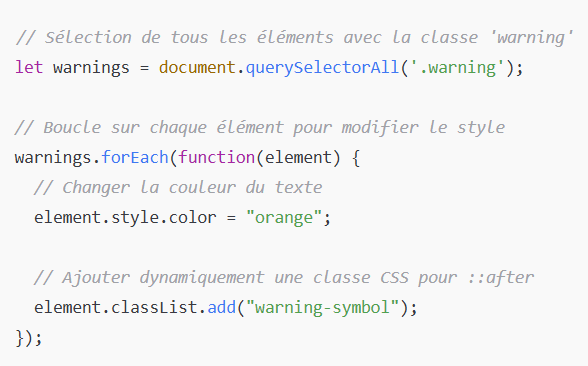 // Sélection de tous les éléments avec la classe 'warning'
let warnings = document.querySelectorAll('.warning');
// Boucle sur chaque élément pour modifier le style
warnings.forEach(function(element) {
// Changer la couleur du texte
element.style.color = "orange";
// Ajouter dynamiquement une classe CSS pour ::after
element.classList.add("warning-symbol");
});